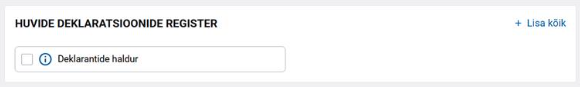 HUVIDE DEKLARATSIOONIDE REGISTER
+ Lisa kõik
Deklarantide haldur